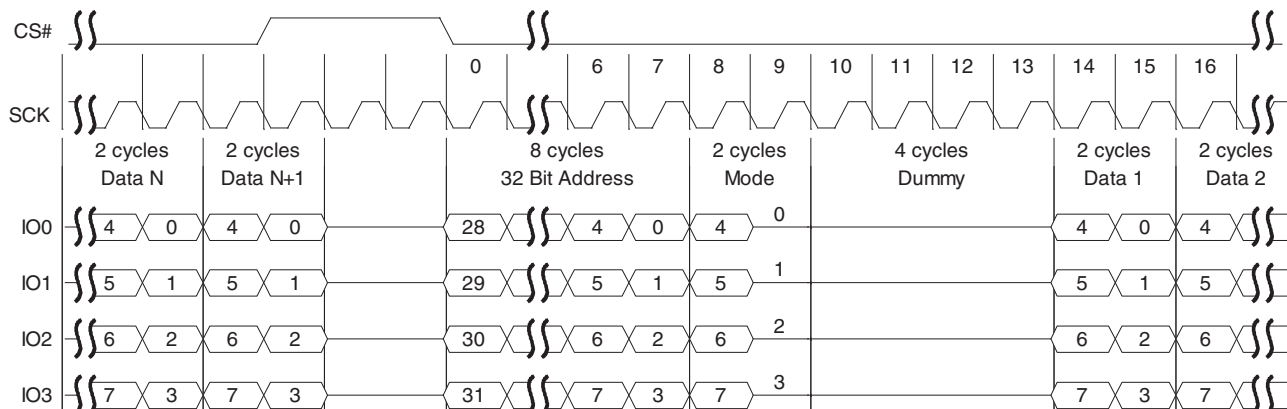 CS#
0 6 7 8 9 10 11 12 13 14 15 16
SCK
2 cycles 2 cycles 8 cycles 2 cycles 4 cycles 2 cycles 2 cycles
Data N Data N+1 32 Bit Address Mode Dummy Data 1 Data 2
IO0 4 0 4 0 28 4 0 4 0 4 0 4
IO1 5 1 5 1 29 5 1 5 1 5 1 5
IO2 6 2 6 2 30 6 2 6 2 6 2 6
IO3 7 3 7 3 31 7 3 7 3 7 3 7